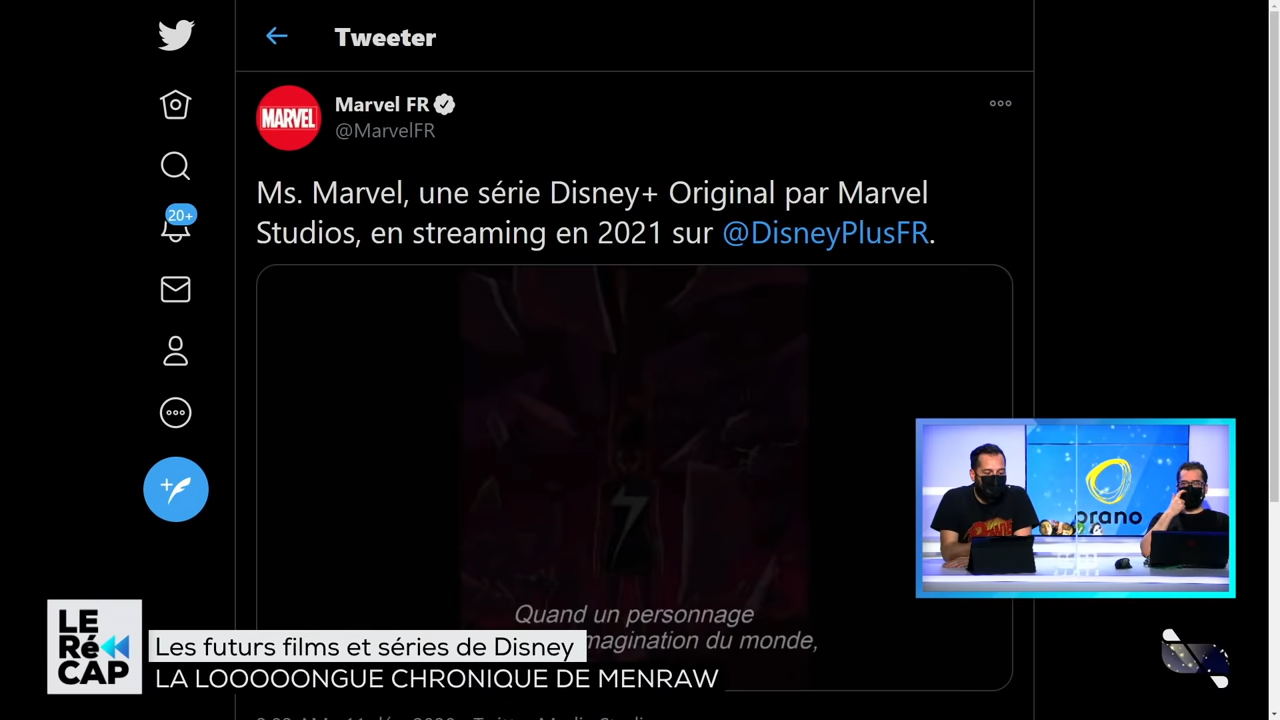 Tweeter
MARVEL
Marvel FR
@MarvelFR
20+
Ms. Marvel, une série Disney+ Original par Marvel
Studios, en streaming en 2021 sur @DisneyPlusFR.
prano
Quand un personnage
magination du monde,
LE
Ré
CAP
Les futurs films et séries de Disney
LA LOOOOONGUE CHRONIQUE DE MENRAW